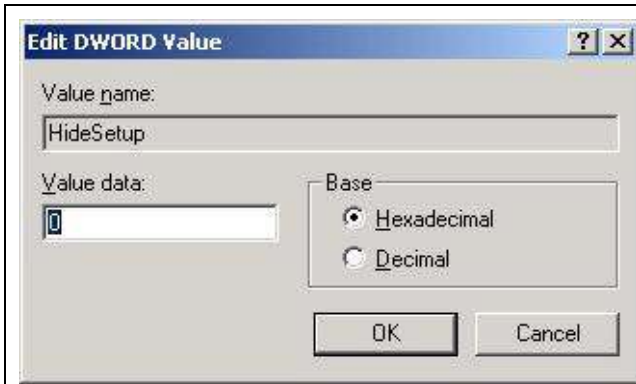 Edit DWORD Value
Value name:
HideSetup
Value data:
0
Base
Hexadecimal
Decimal
OK
Cancel